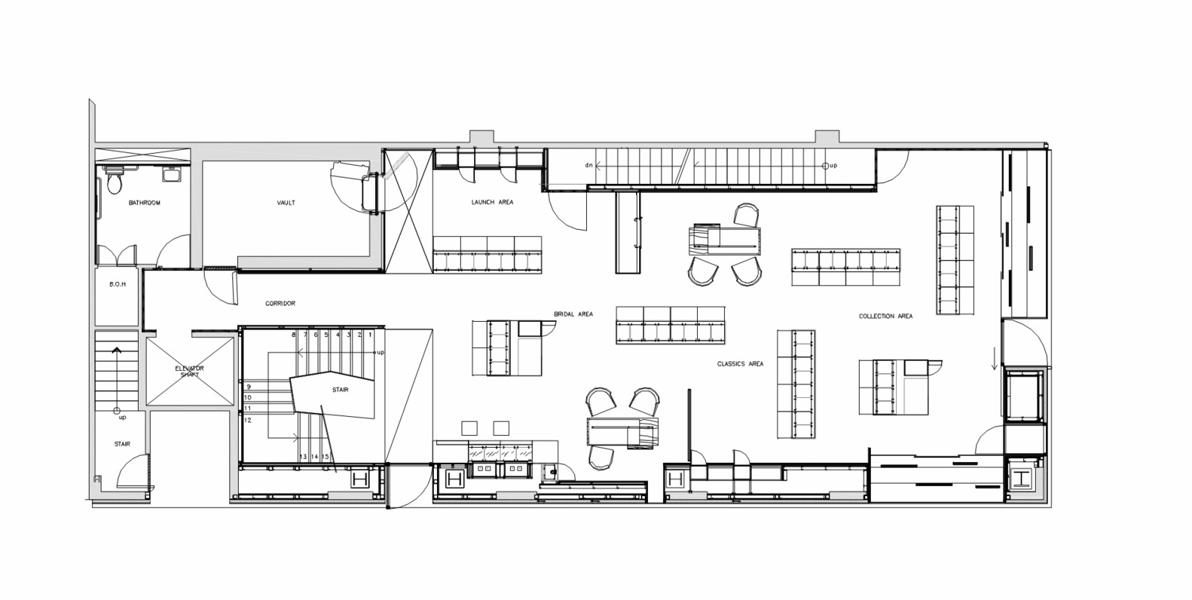 dn
up
BATHROOM
VAULT
LAUNCH AREA
B.O.H
CORRIDOR
BRIDAL AREA
COLLECTION AREA
8 7 6 5 4 3 2 1
up
CLASSICS AREA
ELEVATOR
SHAFT
9
STAIR
10
11
up
12
STAIR
13 14 15
H
H
H
H